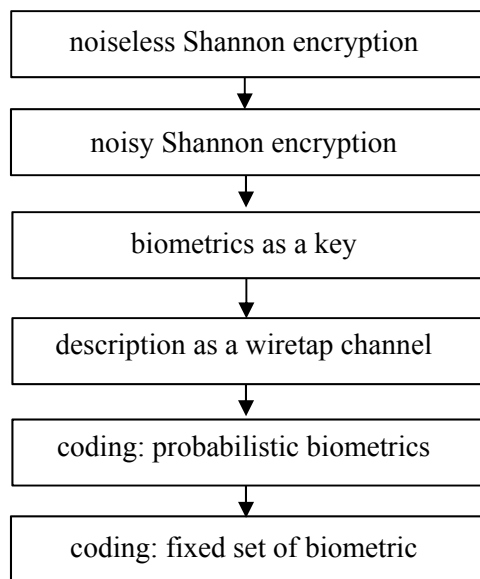 noiseless Shannon encryption
noisy Shannon encryption
biometrics as a key
description as a wiretap channel
coding: probabilistic biometrics
coding: fixed set of biometric